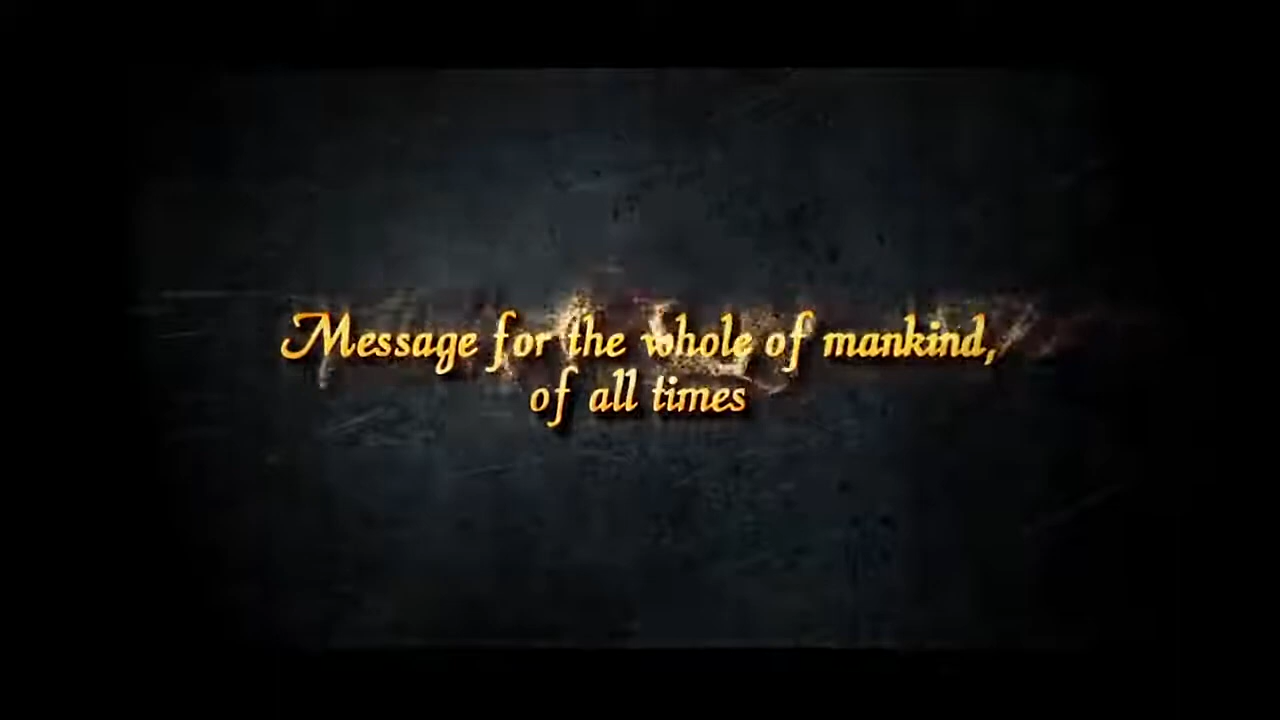 Message for the whole of mankind,
of all times